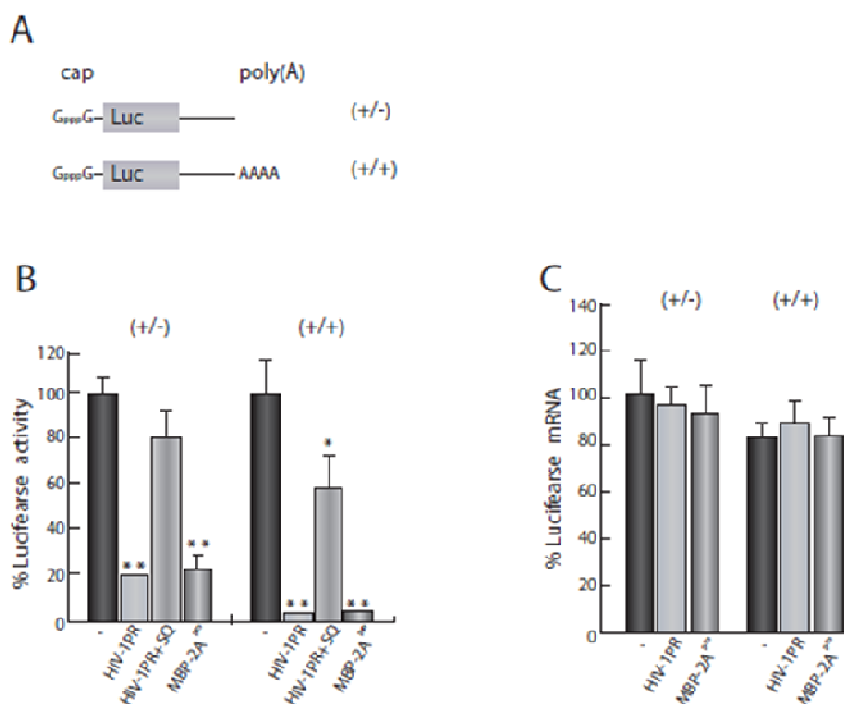 A
cap poly(A)
GpppG Luc (+/-)
GpppG Luc AAAA (+/+)
B
(+/-) (+/+)
% Lucifearse activity
120
100
80
60
40
20
0
** ** ** * **
- HIV-1PR HIV-1PR+SQ MBP-2A - HIV-1PR HIV-1PR+SQ MBP-2A
C
(+/-) (+/+)
% Lucifearse mRNA
140
120
100
80
60
40
20
0
- HIV-1PR MBP-2A - HIV-1PR MBP-2A